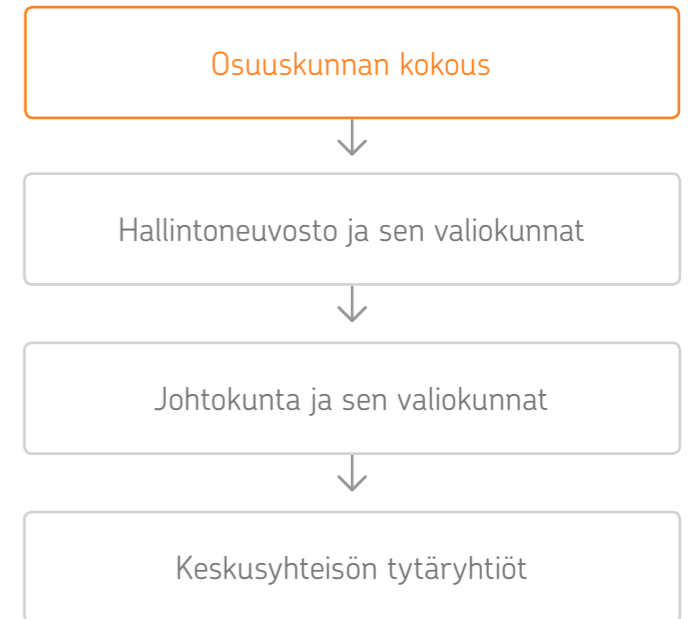 Osuuskunnan kokous
Hallintoneuvosto ja sen valiokunnat
Johtokunta ja sen valiokunnat
Keskusyhteisön tytäryhtiöt